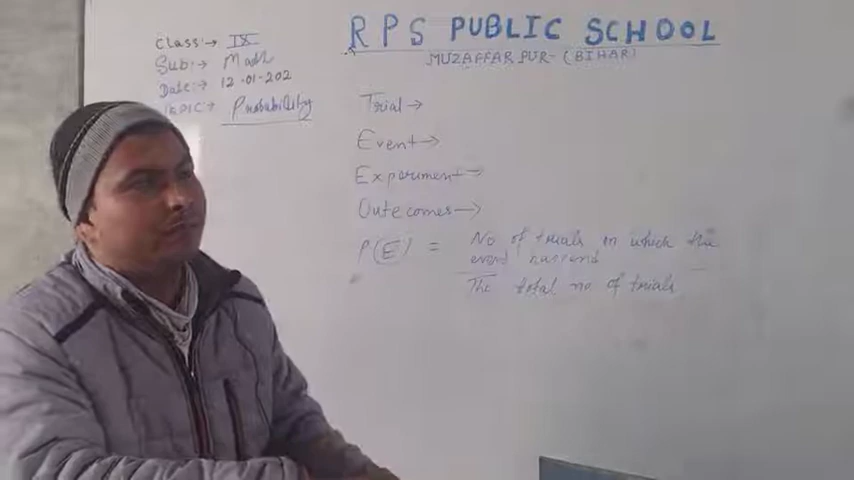 RPS PUBLIC SCHOOL
MUZAFFARPUR-(BIHAR)
Class:→ IX
Sub:→ Math
Date:→ 12-01-202
TOPIC:→ Probability
Trial→
Event→
Experiment→
Outcomes→
P(E) = No of trials in which the
event
The total no of trials